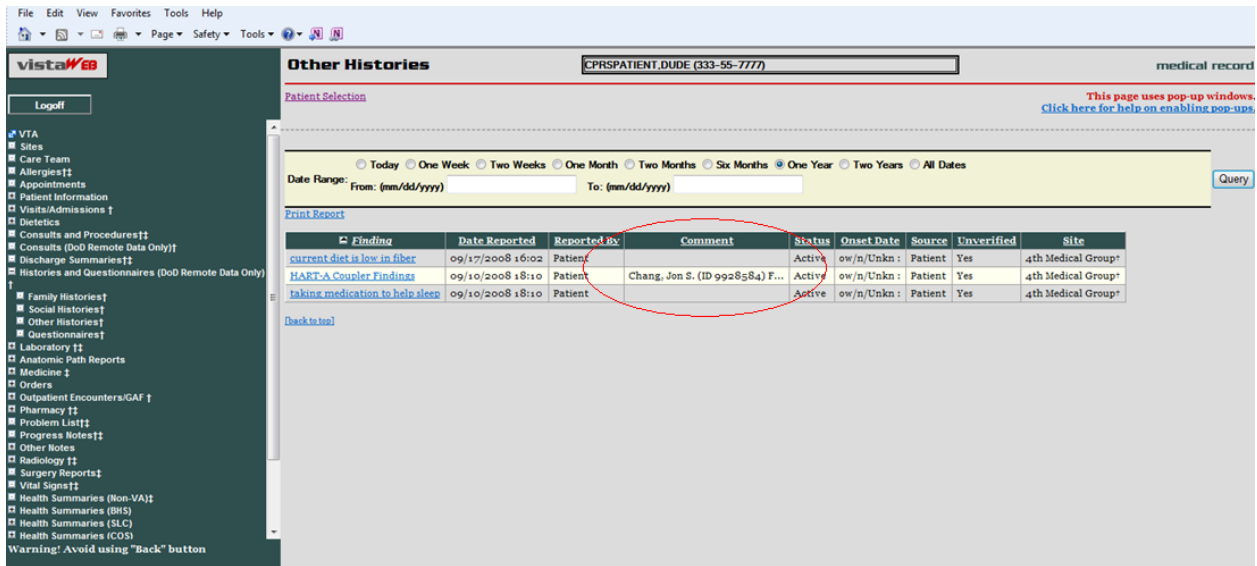 File Edit View Favorites Tools Help
Page Safety Tools
vistaWEB
Logoff
VTA
Sites
Care Team
Allergies†‡
Appointments
Patient Information
Visits/Admissions †
Dietetics
Consults and Procedures†‡
Consults (DoD Remote Data Only)†
Discharge Summaries†‡
Histories and Questionnaires (DoD Remote Data Only)
†
Family Histories†
Social Histories†
Other Histories†
Questionnaires†
Laboratory †‡
Anatomic Path Reports
Medicine ‡
Orders
Outpatient Encounters/GAF †
Pharmacy †‡
Problem List†‡
Progress Notes†‡
Other Notes
Radiology †‡
Surgery Reports‡
Vital Signs†‡
Health Summaries (Non-VA)‡
Health Summaries (BHS)
Health Summaries (SLC)
Health Summaries (COS)
Warning! Avoid using "Back" button
Other Histories CPRSPATIENT,DUDE (333-55-7777) medical record
Patient Selection This page uses pop-up windows.
Click here for help on enabling pop-ups.
Today One Week Two Weeks One Month Two Months Six Months One Year Two Years All Dates
Date Range: From: (mm/dd/yyyy) To: (mm/dd/yyyy) Query
Print Report
Finding Date Reported Reported By Comment Status Onset Date Source Unverified Site
current diet is low in fiber 09/17/2008 16:02 Patient Active ow/n/Unkn : Patient Yes 4th Medical Group†
HART-A Coupler Findings 09/10/2008 18:10 Patient Chang, Jon S. (ID 9928584) F... Active ow/n/Unkn : Patient Yes 4th Medical Group†
taking medication to help sleep 09/10/2008 18:10 Patient Active ow/n/Unkn : Patient Yes 4th Medical Group†
[back to top]